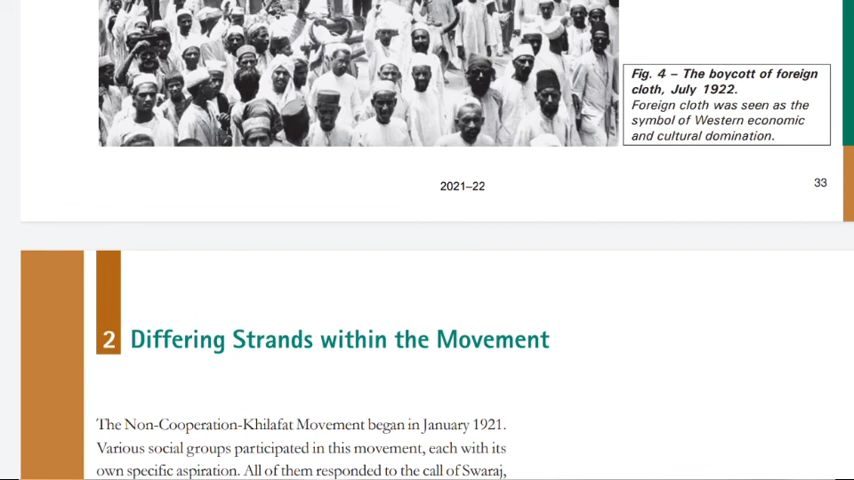 Fig. 4 – The boycott of foreign
cloth, July 1922.
Foreign cloth was seen as the
symbol of Western economic
and cultural domination.
2021–22
33
2 Differing Strands within the Movement
The Non-Cooperation-Khilafat Movement began in January 1921.
Various social groups participated in this movement, each with its
own specific aspiration. All of them responded to the call of Swaraj,